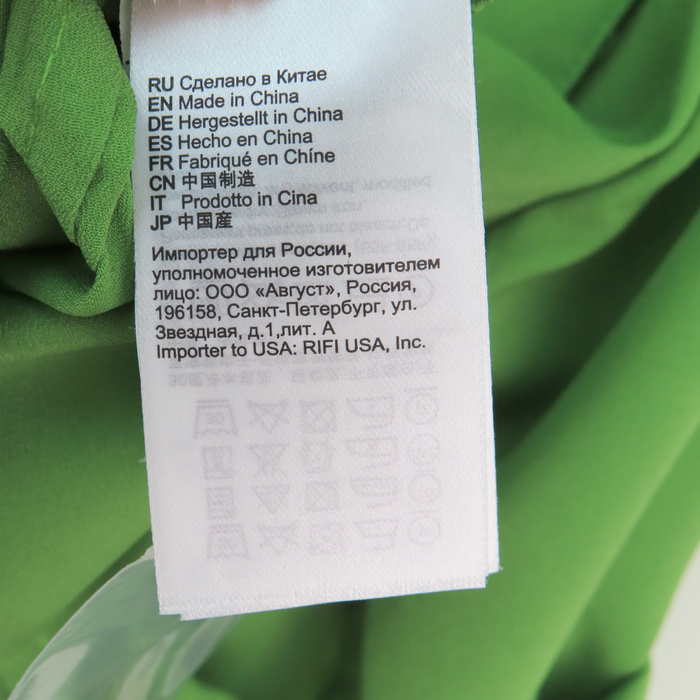 RU Сделано в Китае
EN Made in China
DE Hergestellt in China
ES Hecho en China
FR Fabriqué en Chíne
CN 中国制造
IT Prodotto in Cina
JP 中国産
Импортер для России,
уполномоченное изготовителем
лицо: ООО «Август», Россия,
196158, Санкт-Петербург, ул.
Звездная, д.1,лит. А
Importer to USA: RIFI USA, Inc.